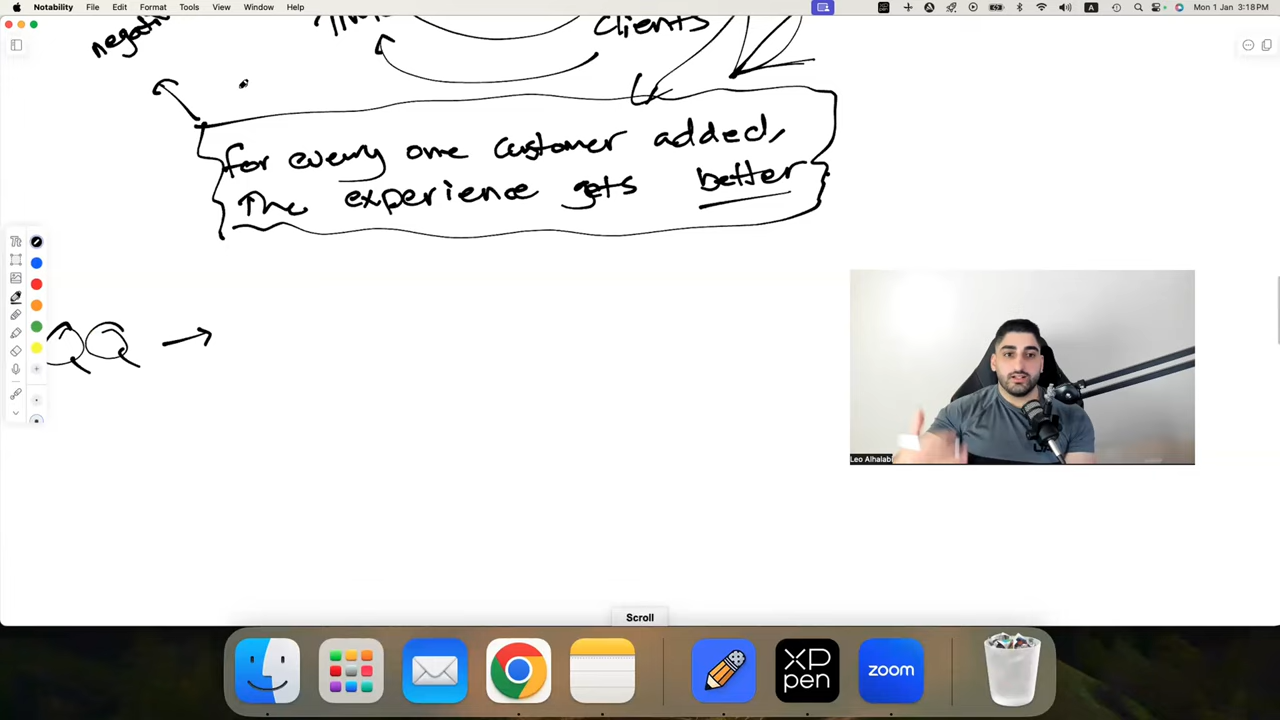 Notability File Edit Format Tools View Window Help Mon 1 Jan 3:18PM
clients
For every one customer added,
The experience gets better
QQ →
Leo Alhalabi
Scroll
XP
pen
zoom